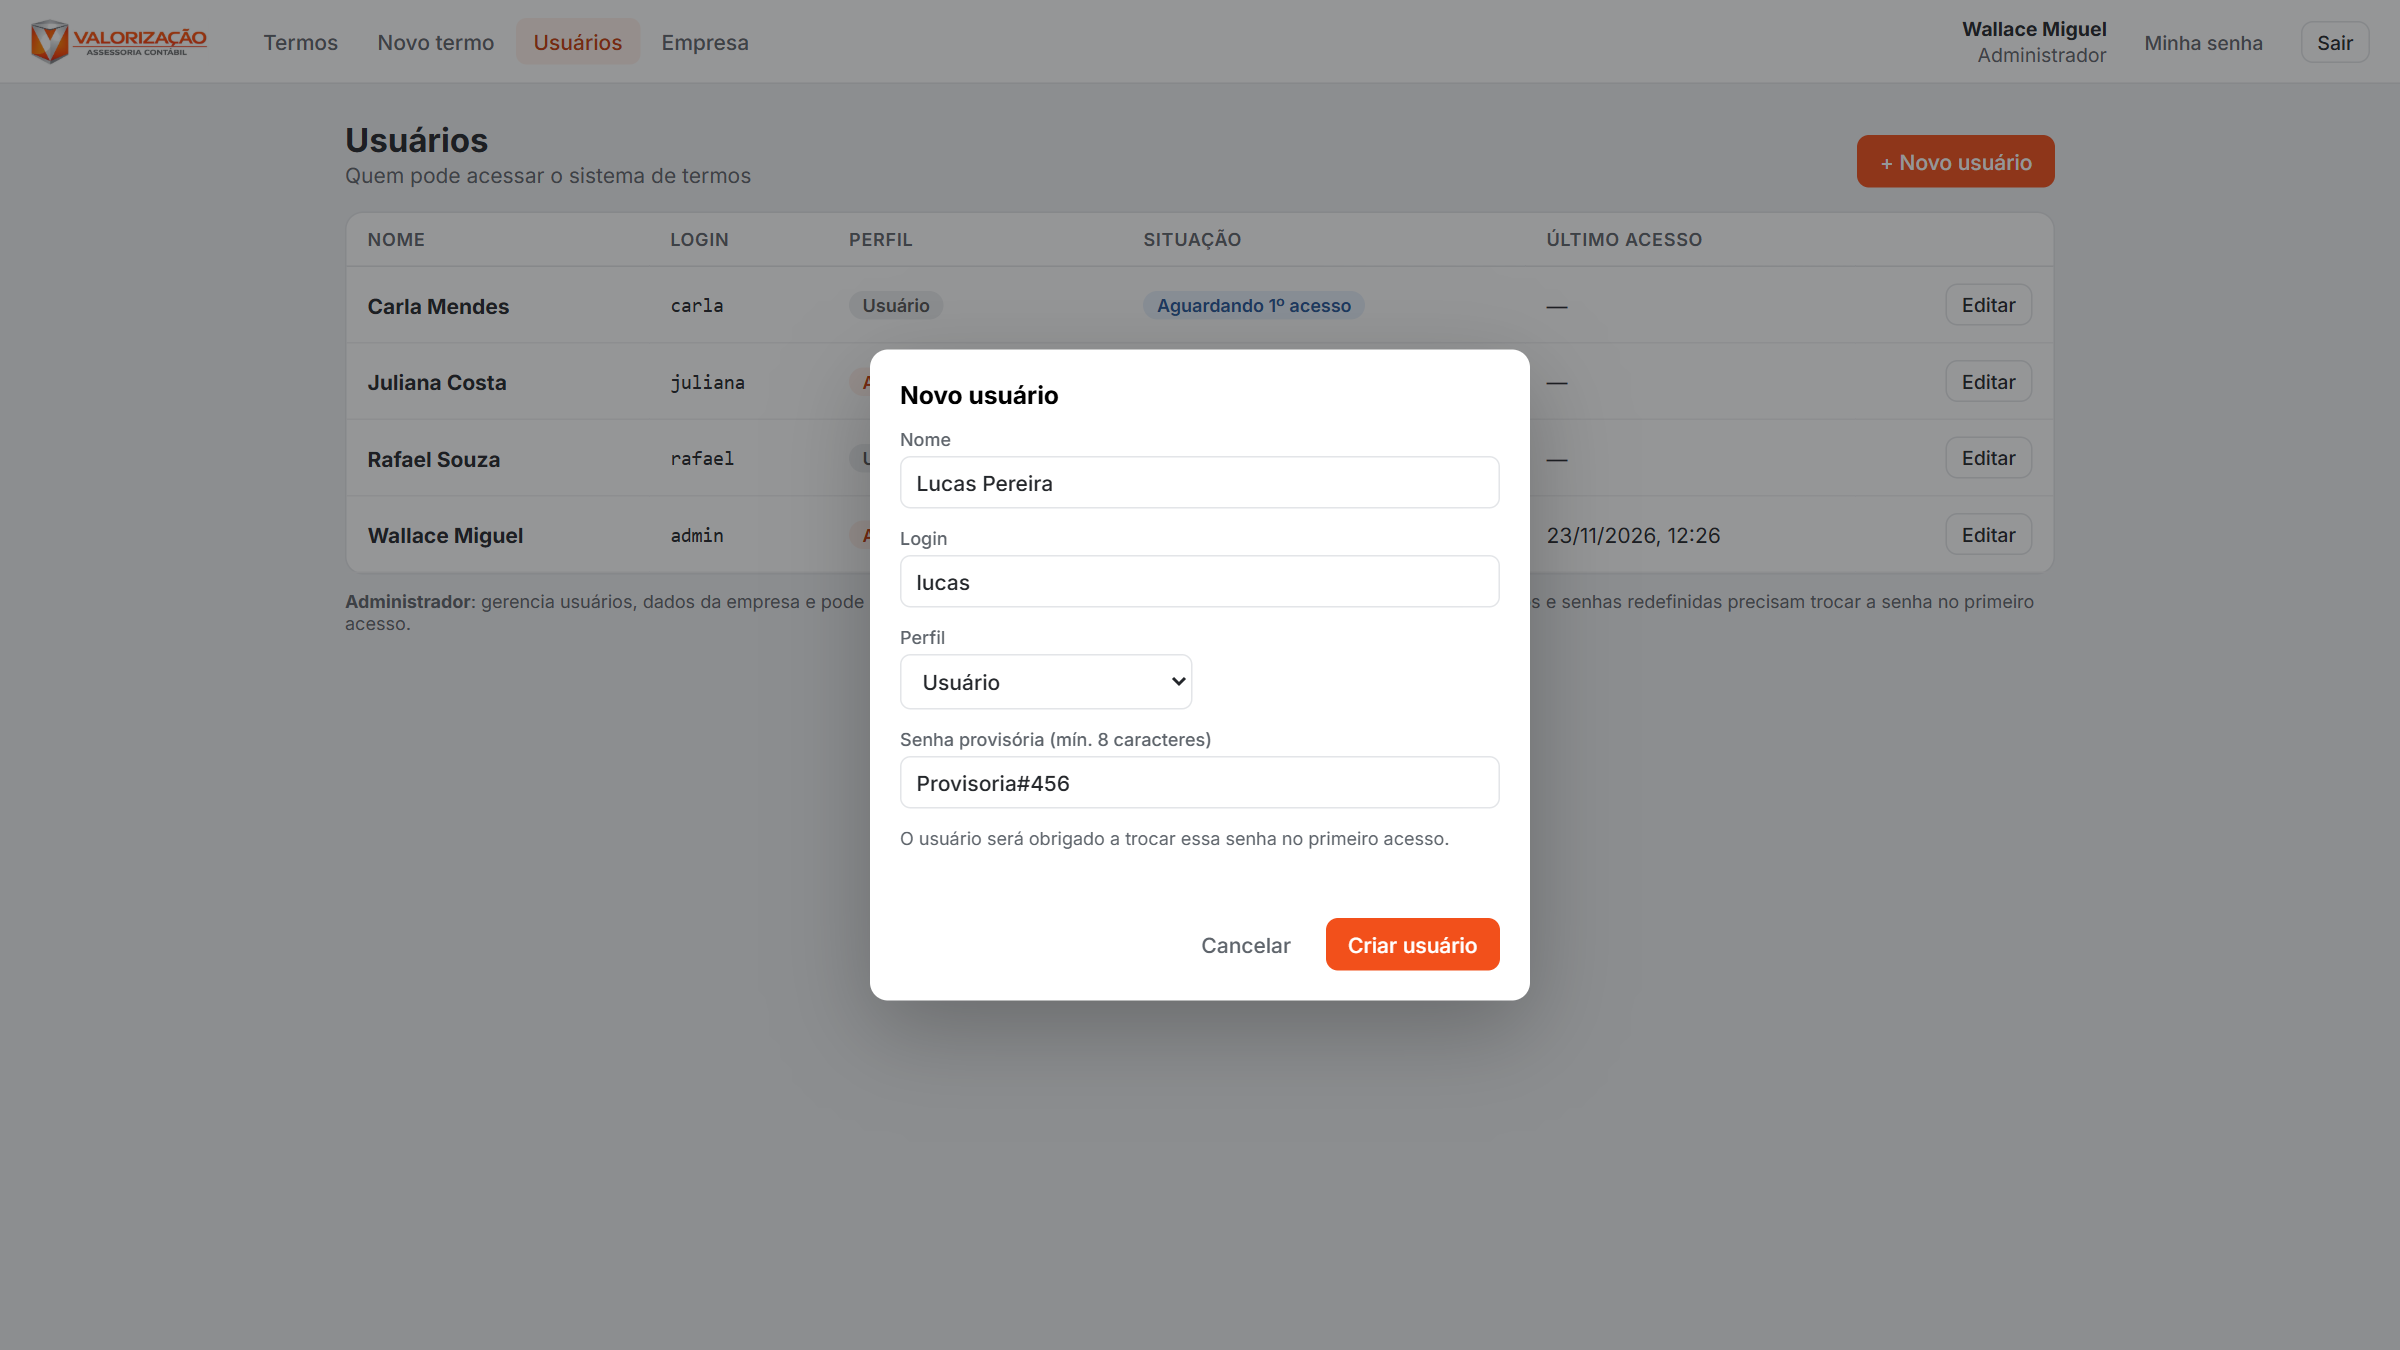 VALORIZAÇÃO
ASSESSORIA CONTÁBIL
Termos
Novo termo
Usuários
Empresa
Wallace Miguel
Administrador
Minha senha
Sair
Usuários
Quem pode acessar o sistema de termos
+ Novo usuário
NOME LOGIN PERFIL SITUAÇÃO ÚLTIMO ACESSO
Carla Mendes carla Usuário Aguardando 1º acesso — Editar
Juliana Costa juliana — Editar
Rafael Souza rafael — Editar
Wallace Miguel admin 23/11/2026, 12:26 Editar
Administrador: gerencia usuários, dados da empresa e pode e senhas redefinidas precisam trocar a senha no primeiro
acesso.
Novo usuário
Nome
Lucas Pereira
Login
lucas
Perfil
Usuário
Senha provisória (mín. 8 caracteres)
Provisoria#456
O usuário será obrigado a trocar essa senha no primeiro acesso.
Cancelar
Criar usuário